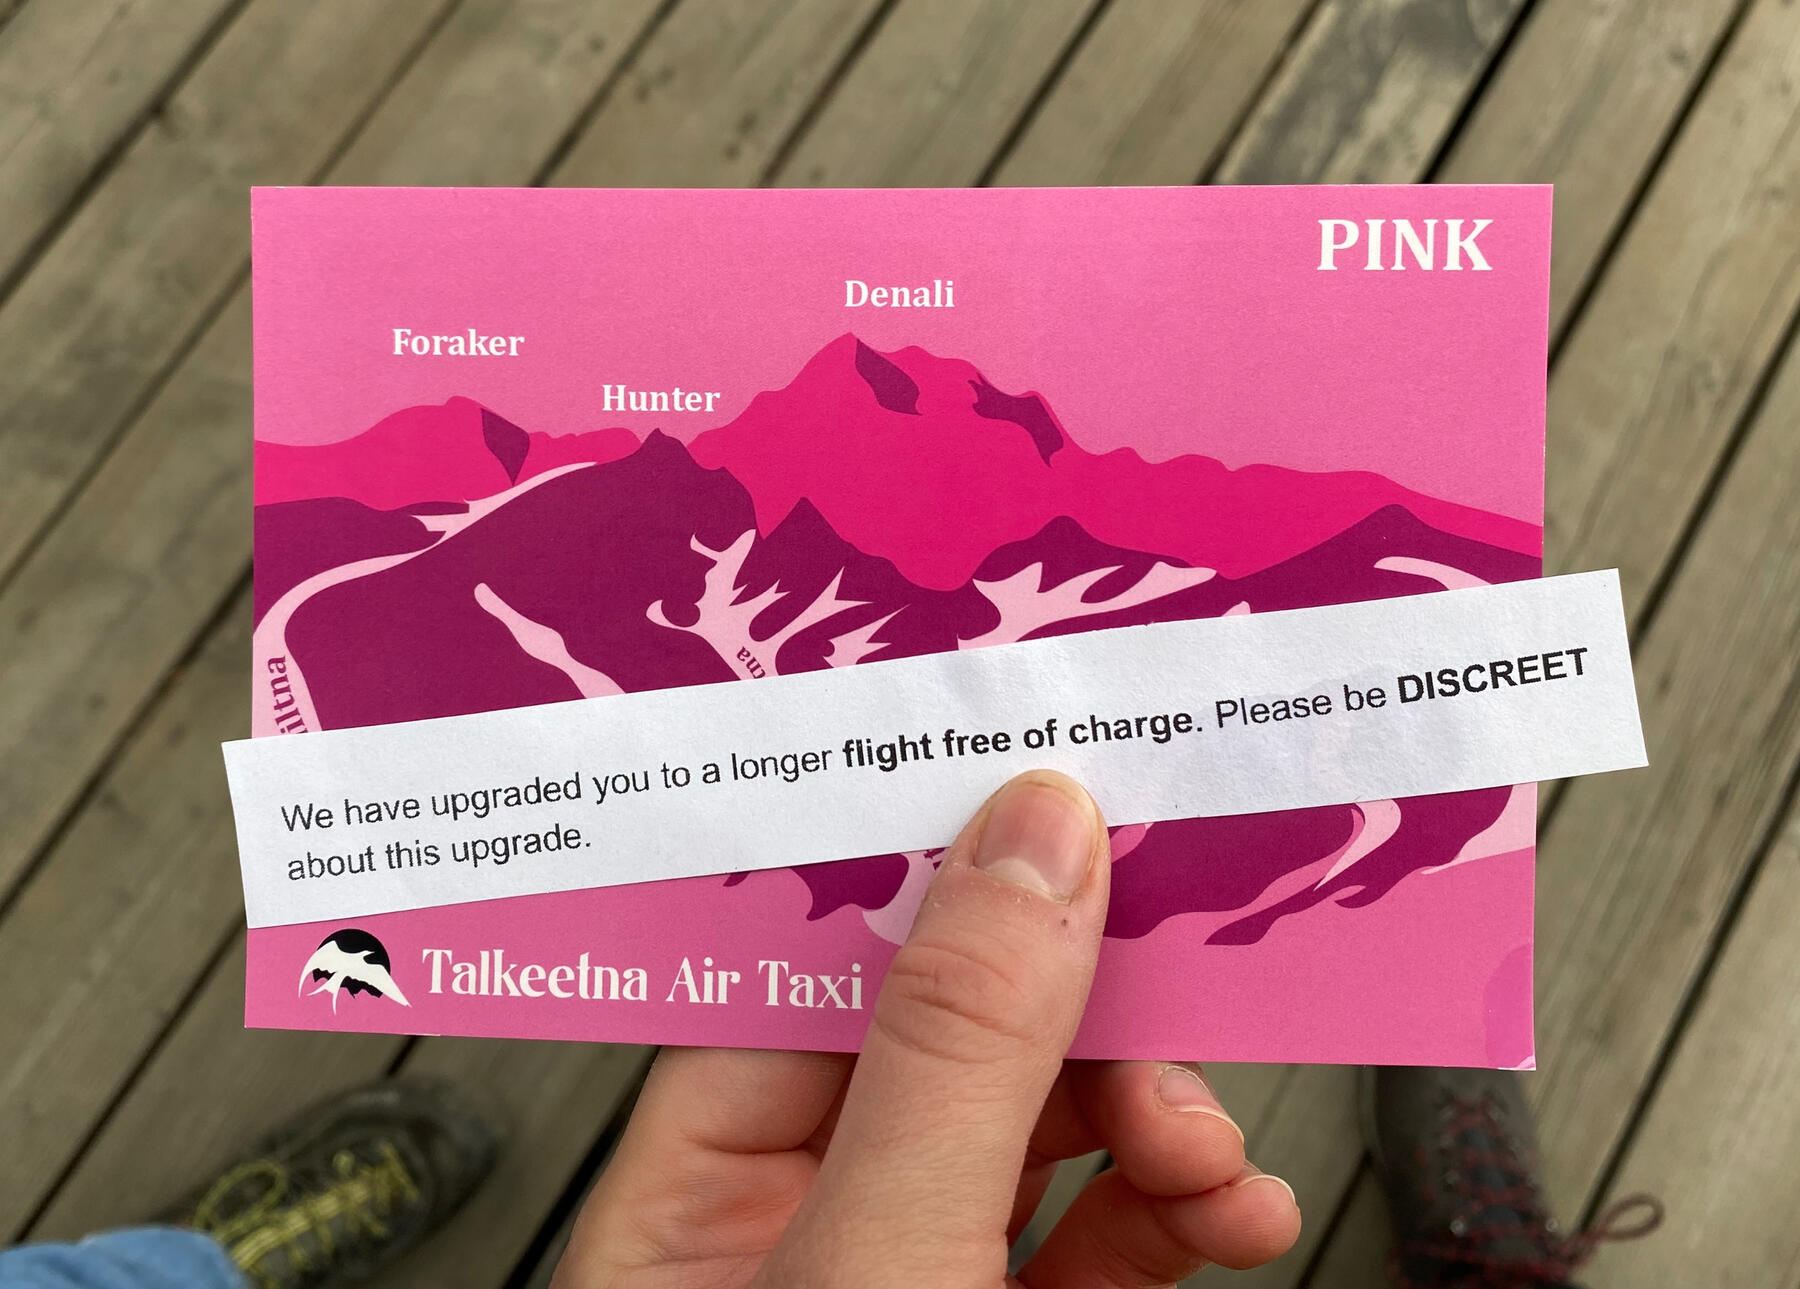 PINK
Denali
Foraker
Hunter
We have upgraded you to a longer flight free of charge. Please be DISCREET
about this upgrade.
Talkeetna Air Taxi